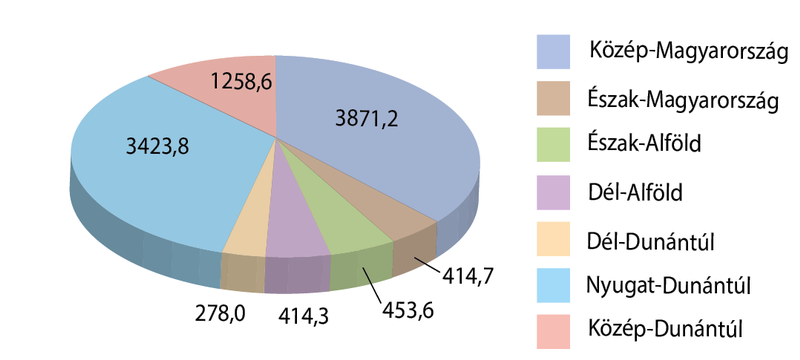 1258,6
3871,2
3423,8
414,7
453,6
414,3
278,0
Közép-Magyarország
Észak-Magyarország
Észak-Alföld
Dél-Alföld
Dél-Dunántúl
Nyugat-Dunántúl
Közép-Dunántúl